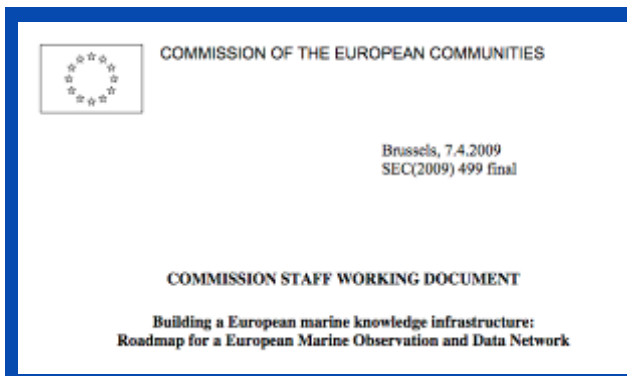 COMMISSION OF THE EUROPEAN COMMUNITIES
Brussels, 7.4.2009
SEC(2009) 499 final
COMMISSION STAFF WORKING DOCUMENT
Building a European marine knowledge infrastructure:
Roadmap for a European Marine Observation and Data Network